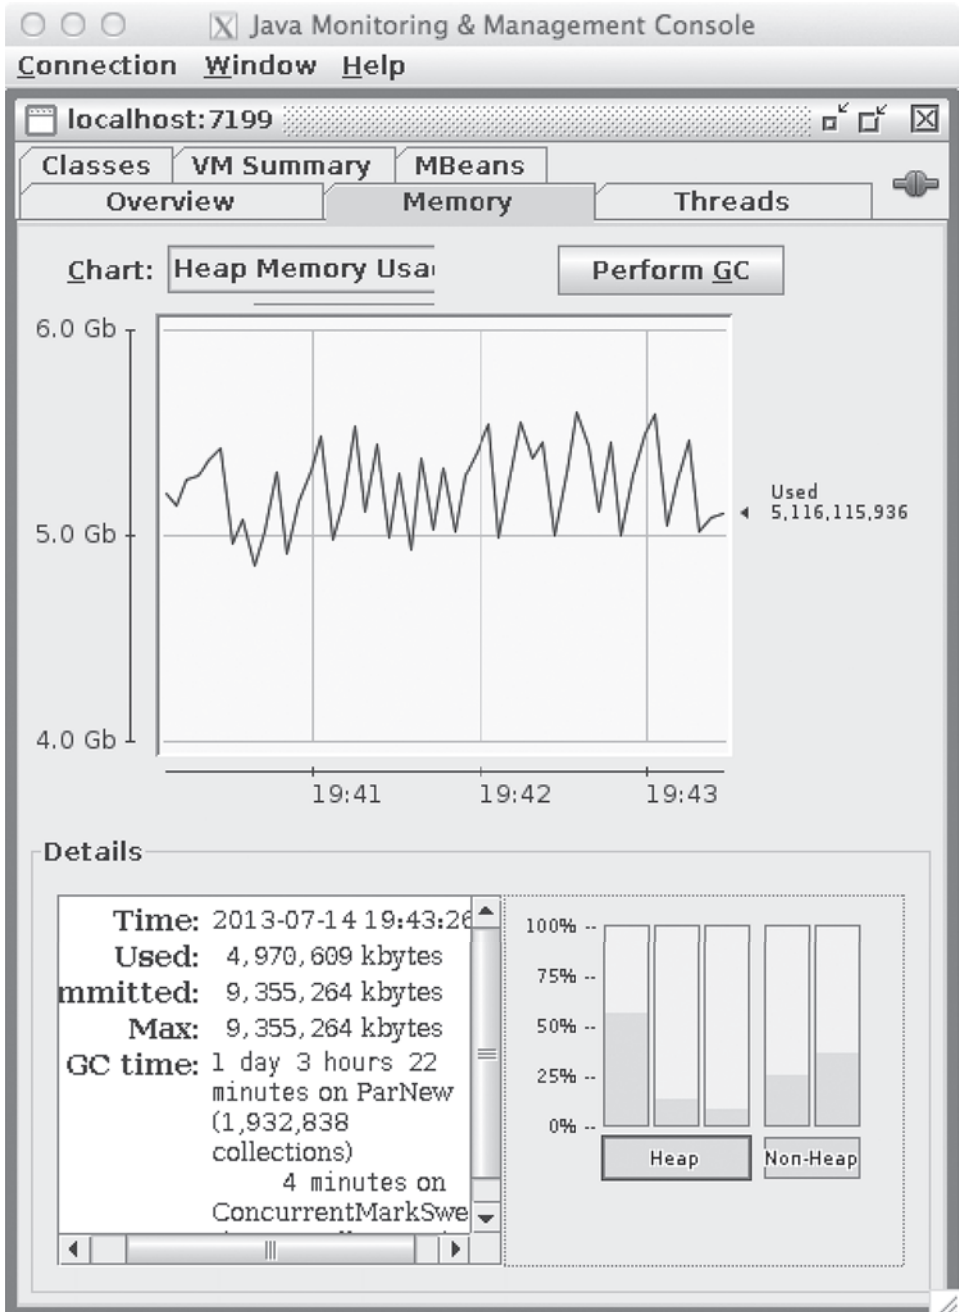 Java Monitoring & Management Console
Connection Window Help
localhost:7199
Classes VM Summary MBeans
Overview Memory Threads
Chart: Heap Memory Usa Perform GC
6.0 Gb
5.0 Gb
4.0 Gb
Used
5,116,115,936
19:41 19:42 19:43
Details
Time: 2013-07-14 19:43:26
Used: 4,970,609 kbytes
mmitted: 9,355,264 kbytes
Max: 9,355,264 kbytes
GC time: 1 day 3 hours 22
minutes on ParNew
(1,932,838
collections)
4 minutes on
ConcurrentMarkSwe
100% --
75% --
50% --
25% --
0% --
Heap Non-Heap